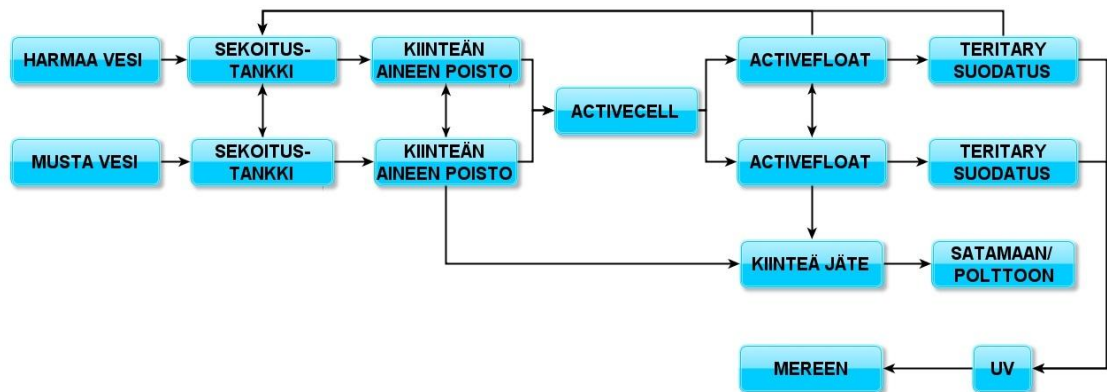 HARMAA VESI
SEKOITUS-
TANKKI
KIINTEÄN
AINEEN POISTO
ACTIVEFLOAT
TERITARY
SUODATUS
ACTIVECELL
MUSTA VESI
SEKOITUS-
TANKKI
KIINTEÄN
AINEEN POISTO
ACTIVEFLOAT
TERITARY
SUODATUS
KIINTEÄ JÄTE
SATAMAAN/
POLTTOON
MEREEN
UV